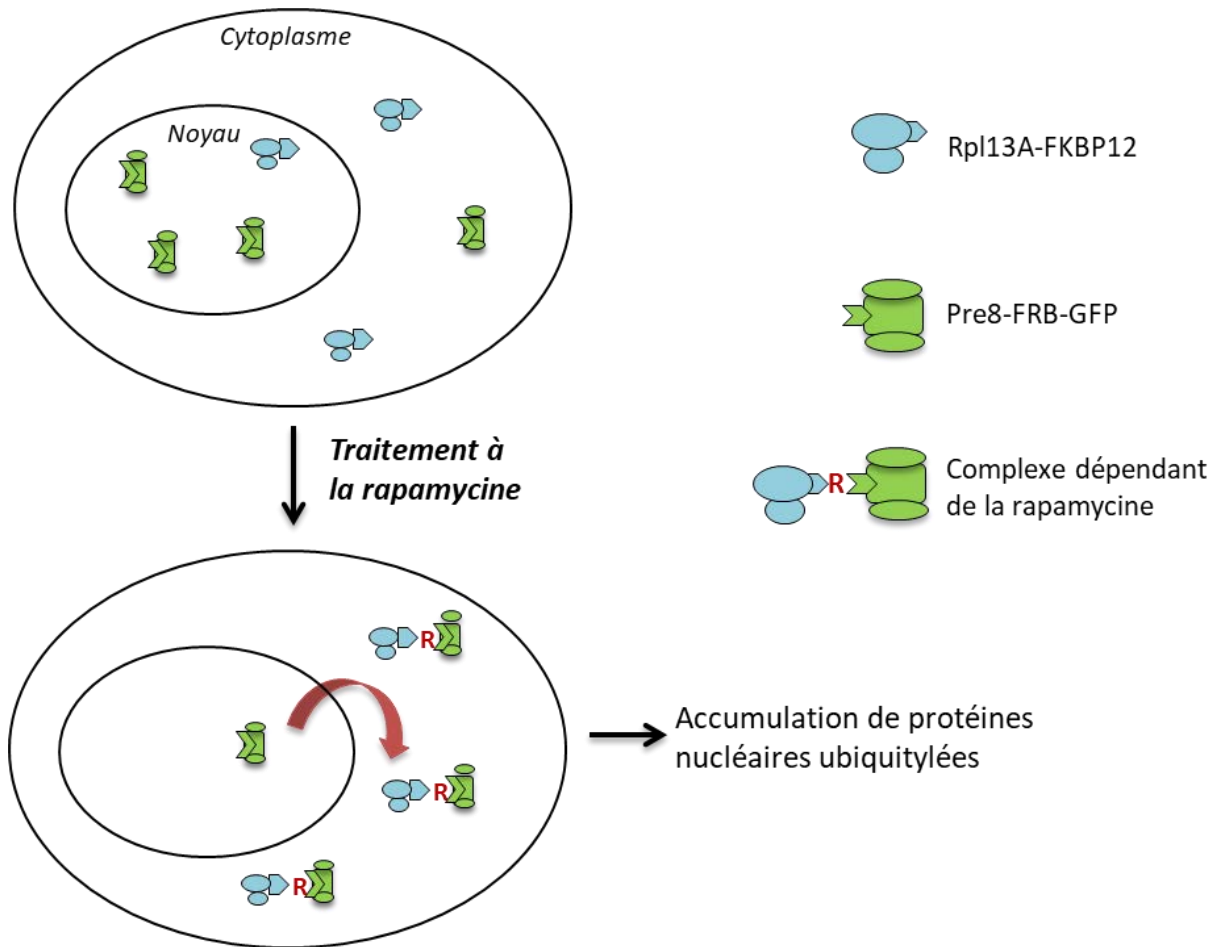 Cytoplasme
Noyau
Rpl13A-FKBP12
Pre8-FRB-GFP
Traitement à
la rapamycine
R
Complexe dépendant
de la rapamycine
R
R
R
Accumulation de protéines
nucléaires ubiquitylées